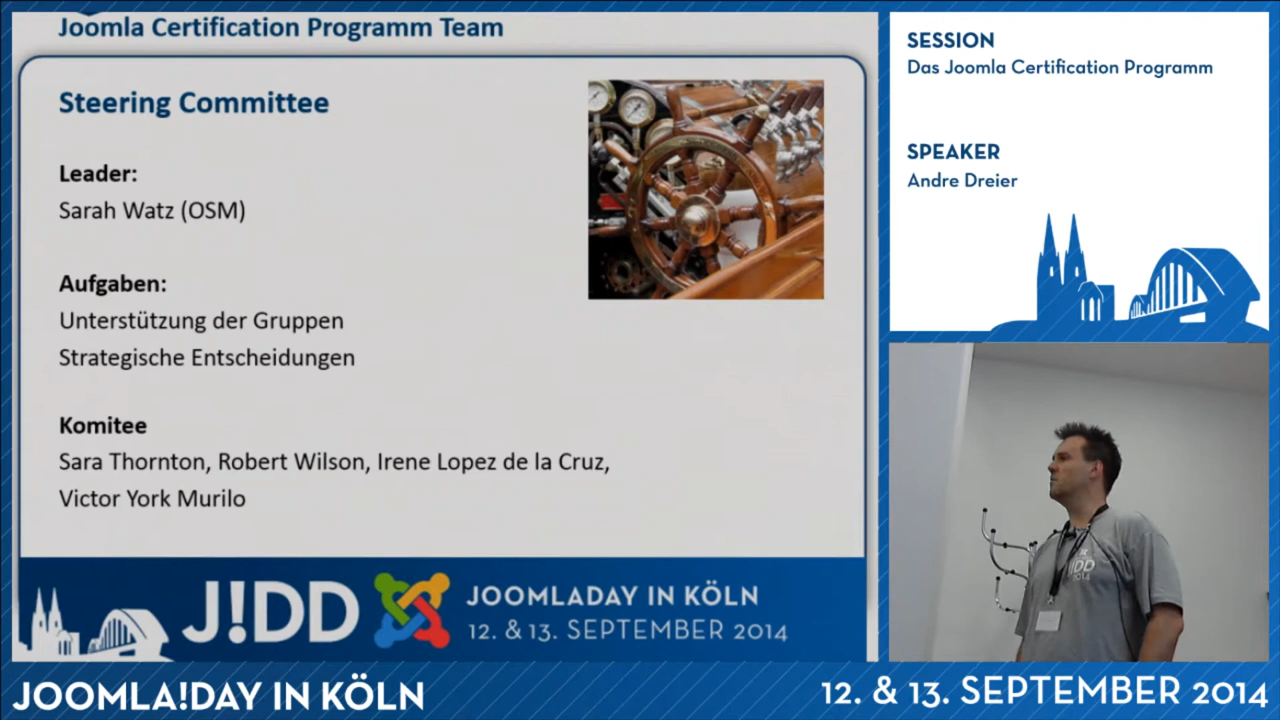 Joomla Certification Programm Team
Steering Committee
Leader:
Sarah Watz (OSM)
Aufgaben:
Unterstützung der Gruppen
Strategische Entscheidungen
Komitee
Sara Thornton, Robert Wilson, Irene Lopez de la Cruz,
Victor York Murilo
J!DD
JOOMLADAY IN KÖLN
12. & 13. SEPTEMBER 2014
SESSION
Das Joomla Certification Programm
SPEAKER
Andre Dreier
J!DD
2014
JOOMLA!DAY IN KÖLN
12. & 13. SEPTEMBER 2014